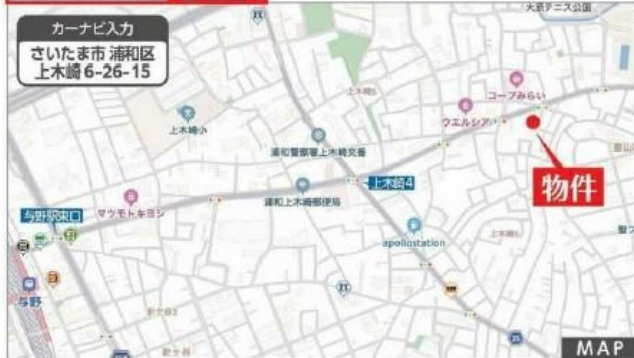 カーナビ入力
さいたま市 浦和区
上木崎 6-26-15
大原テニス公園
コープみらい
ウエルシア
上木崎小
浦和警察署上木崎交番
物件
上木崎4
浦和上木崎郵便局
マツモトキヨシ
与野駅東口
apollostation
上木崎6
与野
MAP